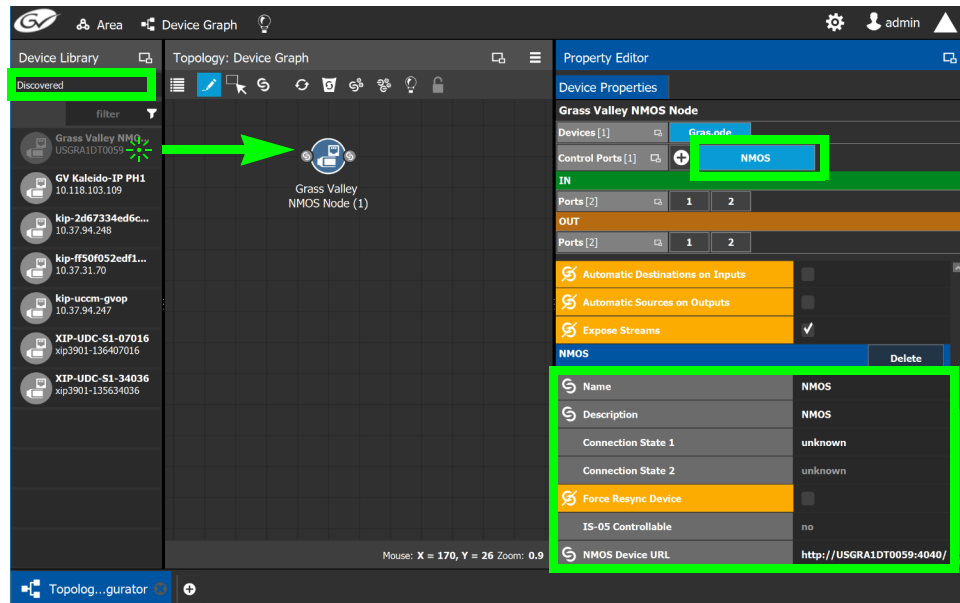 GV Area Device Graph admin
Device Library
Discovered
filter
Grass Valley NMO...
USGRA1DT0059
GV Kaleido-IP PH1
10.118.103.109
kip-2d67334ed6c...
10.37.94.248
kip-ff50f052edf1...
10.37.31.70
kip-uccm-gvop
10.37.94.247
XIP-UDC-S1-07016
xip3901-136407016
XIP-UDC-S1-34036
xip3901-135634036
Topology: Device Graph
Grass Valley
NMOS Node (1)
Mouse: X = 170, Y = 26 Zoom: 0.9
Property Editor
Device Properties
Grass Valley NMOS Node
Devices [1] Gras.ode
Control Ports [1] NMOS
IN
Ports [2] 1 2
OUT
Ports [2] 1 2
Automatic Destinations on Inputs
Automatic Sources on Outputs
Expose Streams
NMOS Delete
Name NMOS
Description NMOS
Connection State 1 unknown
Connection State 2 unknown
Force Resync Device
IS-05 Controllable no
NMOS Device URL http://USGRA1DT0059:4040/
Topolog...gurator